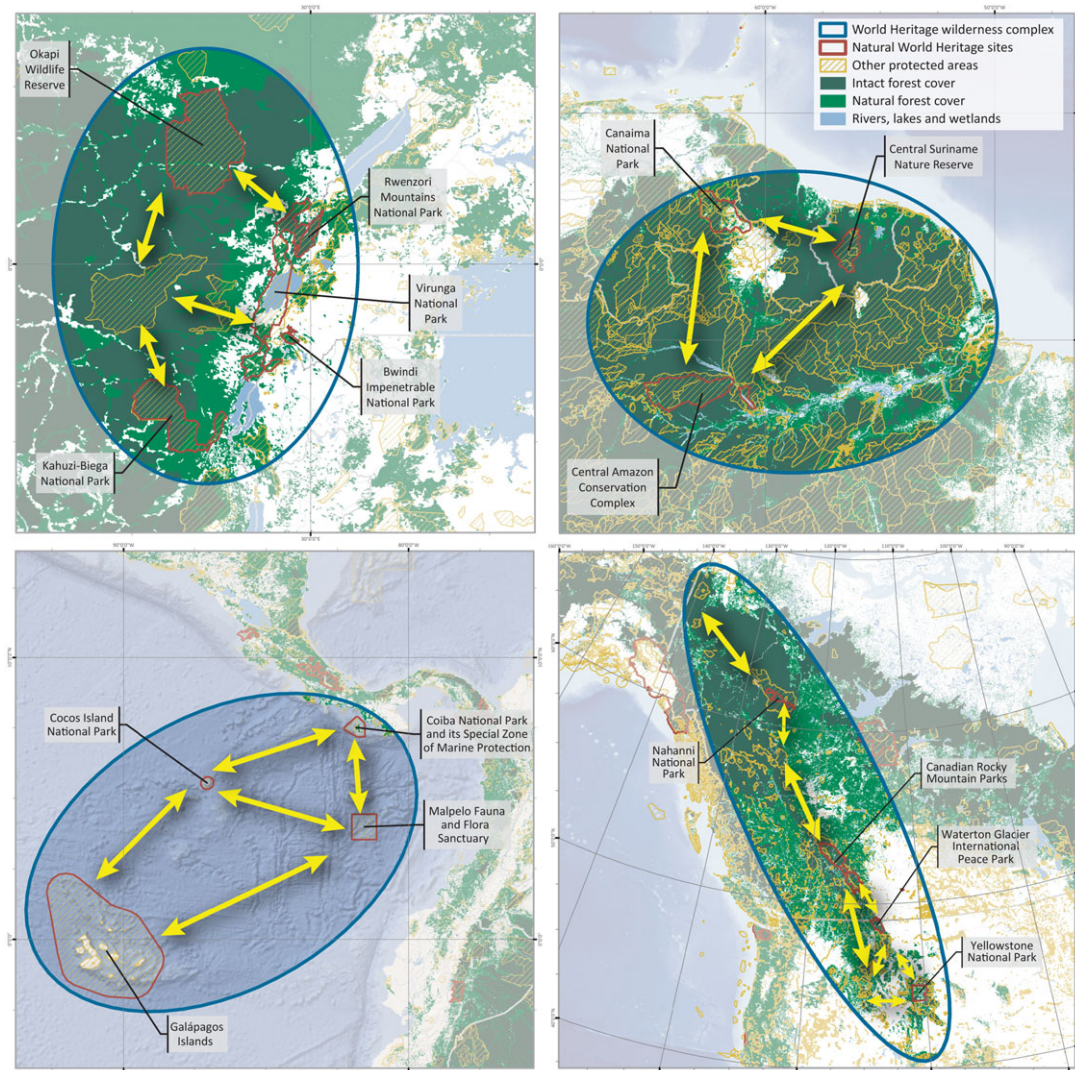 Okapi
Wildlife
Reserve
Rwenzori
Mountains
National Park
Virunga
National
Park
Bwindi
Impenetrable
National Park
Kahuzi-Biega
National Park
World Heritage wilderness complex
Natural World Heritage sites
Other protected areas
Intact forest cover
Natural forest cover
Rivers, lakes and wetlands
Canaima
National
Park
Central Suriname
Nature Reserve
Central Amazon
Conservation
Complex
Cocos Island
National Park
Coiba National Park
and its Special Zone
of Marine Protection
Malpelo Fauna
and Flora
Sanctuary
Galápagos
Islands
Nahanni
National
Park
Canadian Rocky
Mountain Parks
Waterton Glacier
International
Peace Park
Yellowstone
National Park